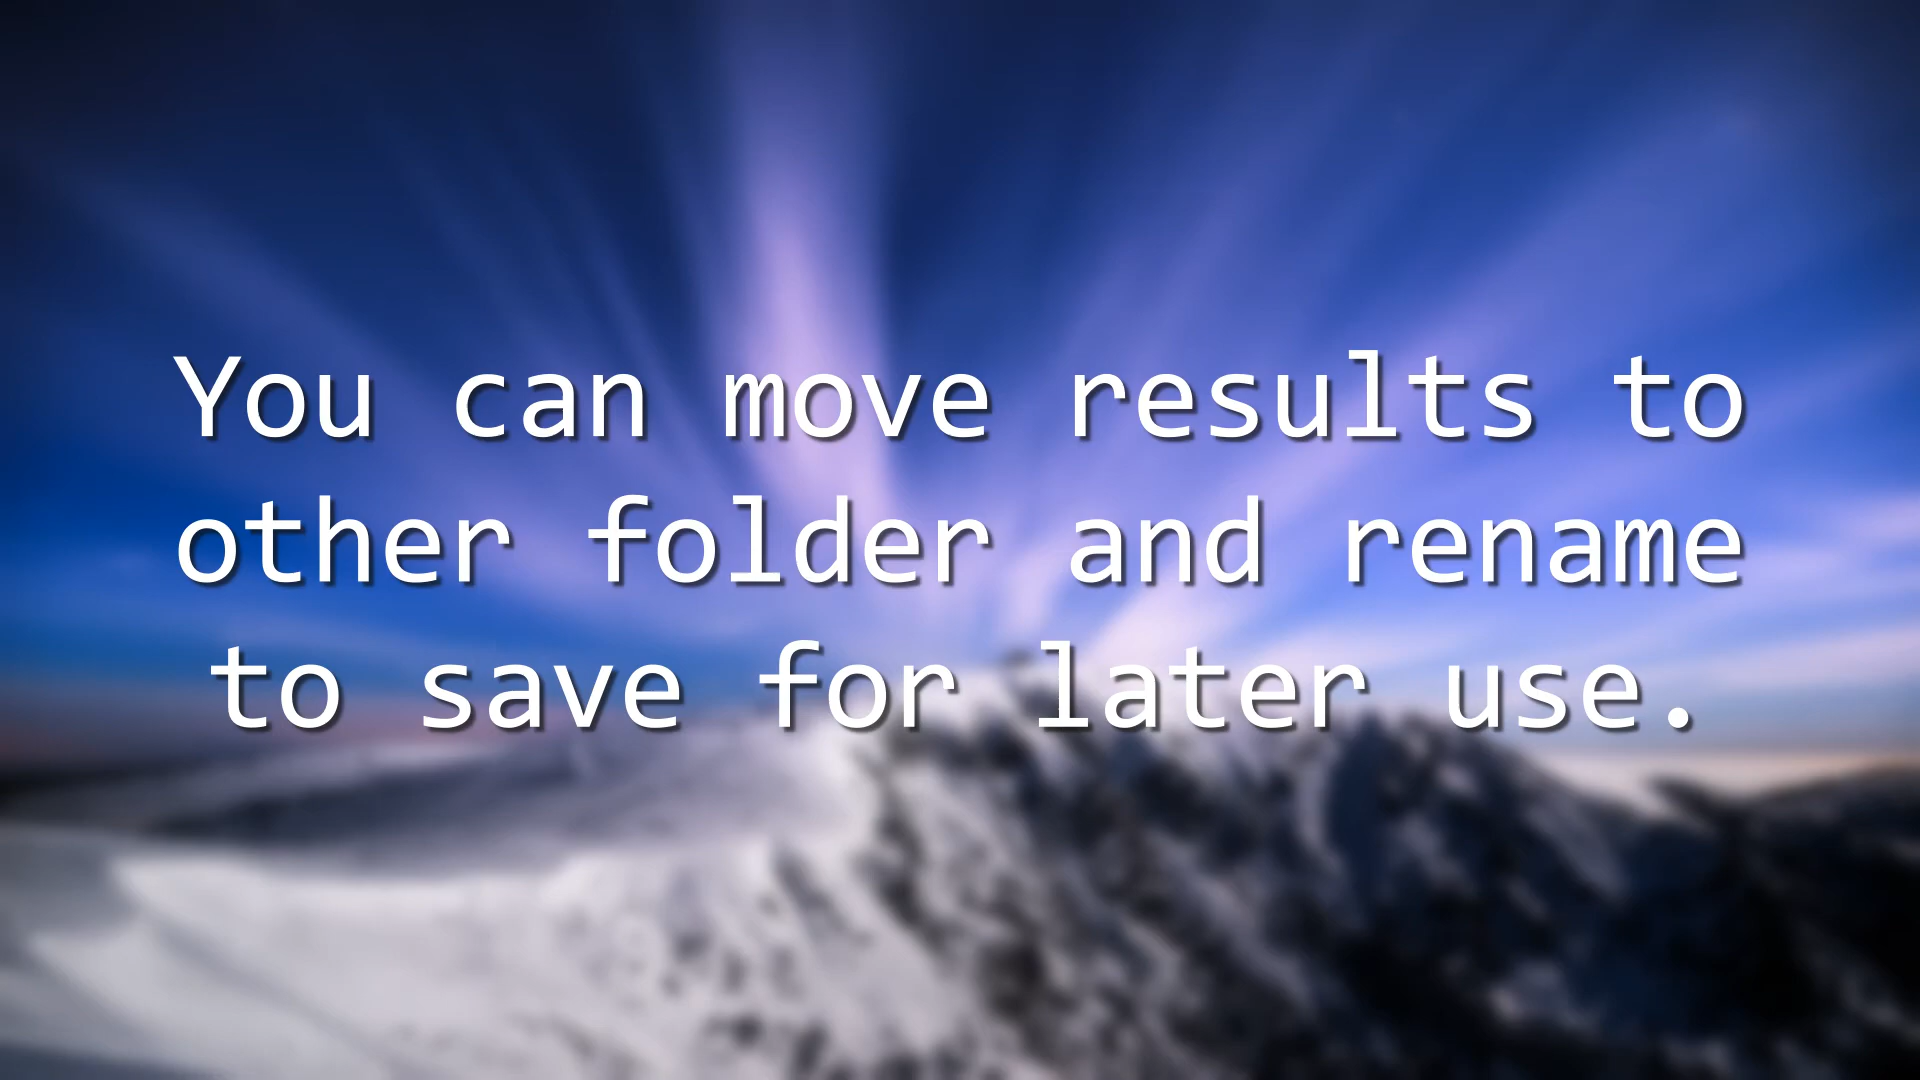 You can move results to
other folder and rename
to save for later use.